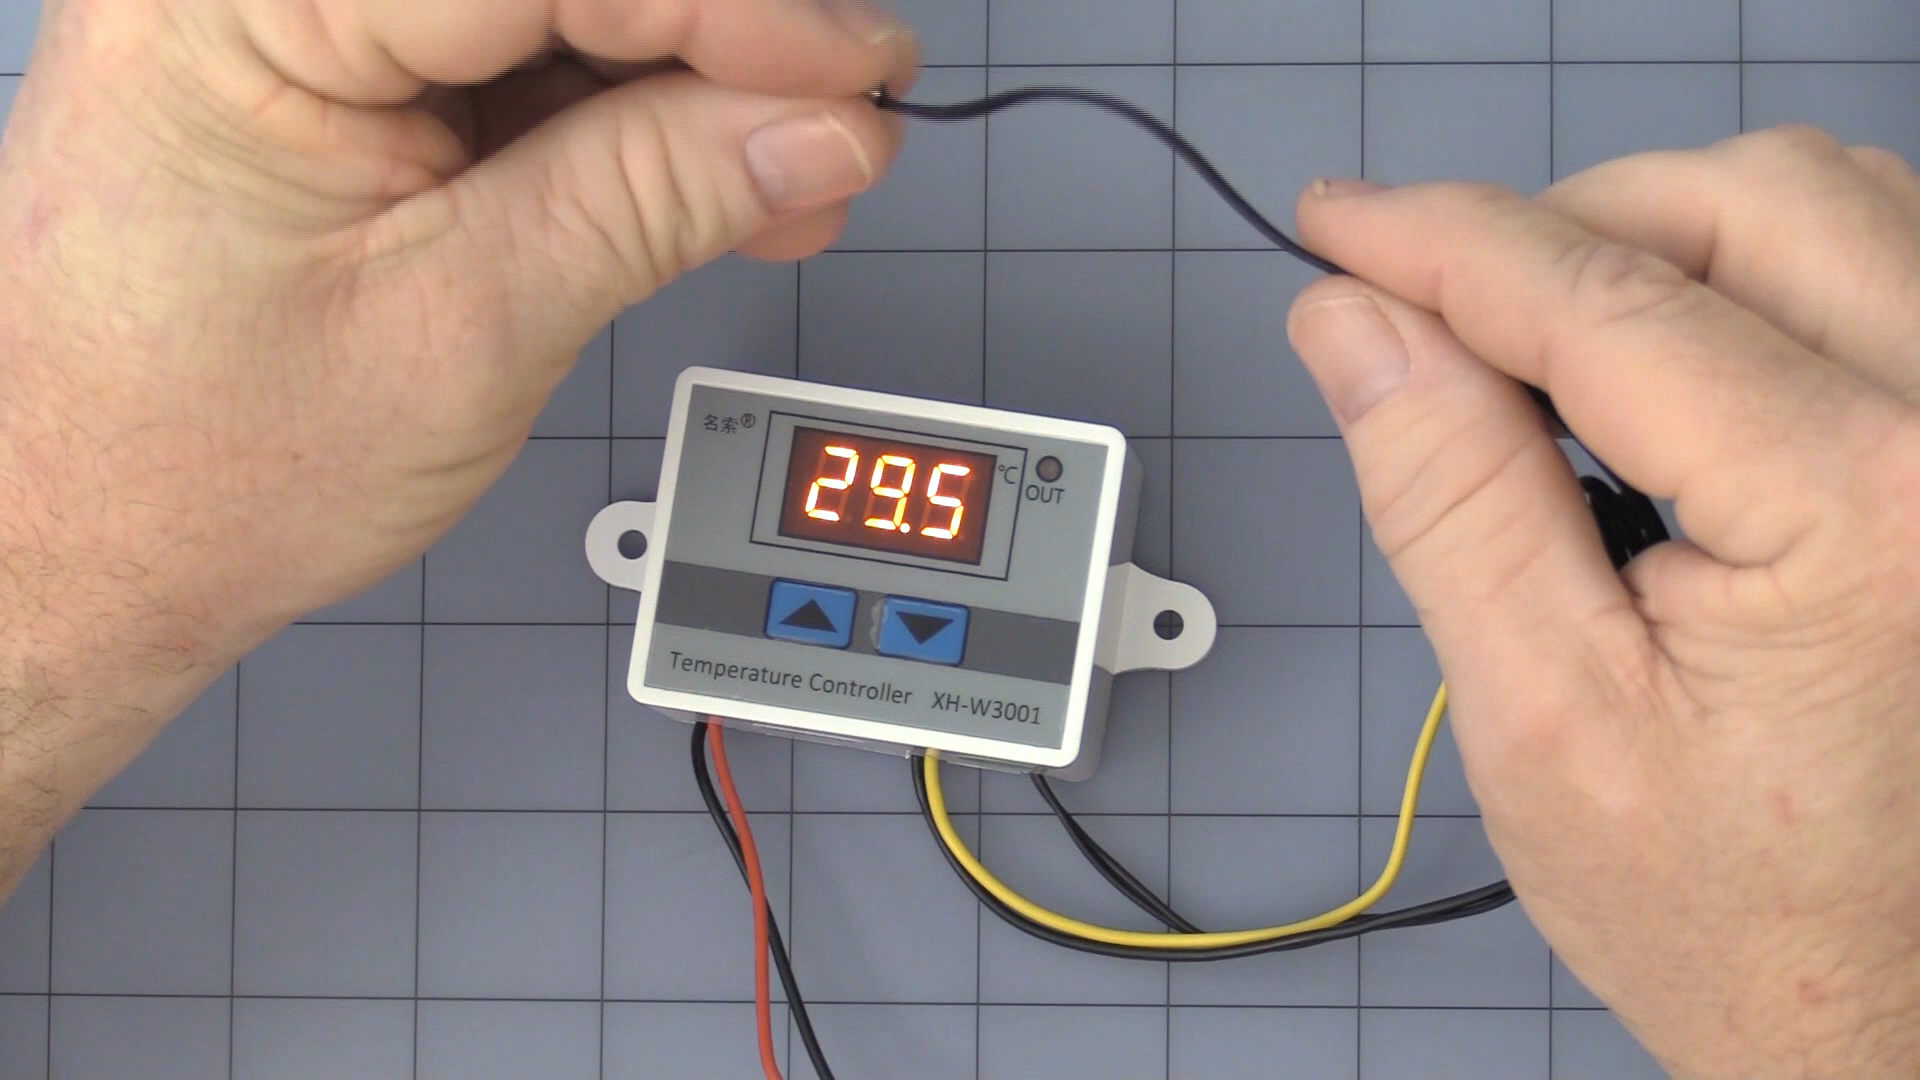 名索®
29.5
°C
OUT
Temperature Controller XH-W3001